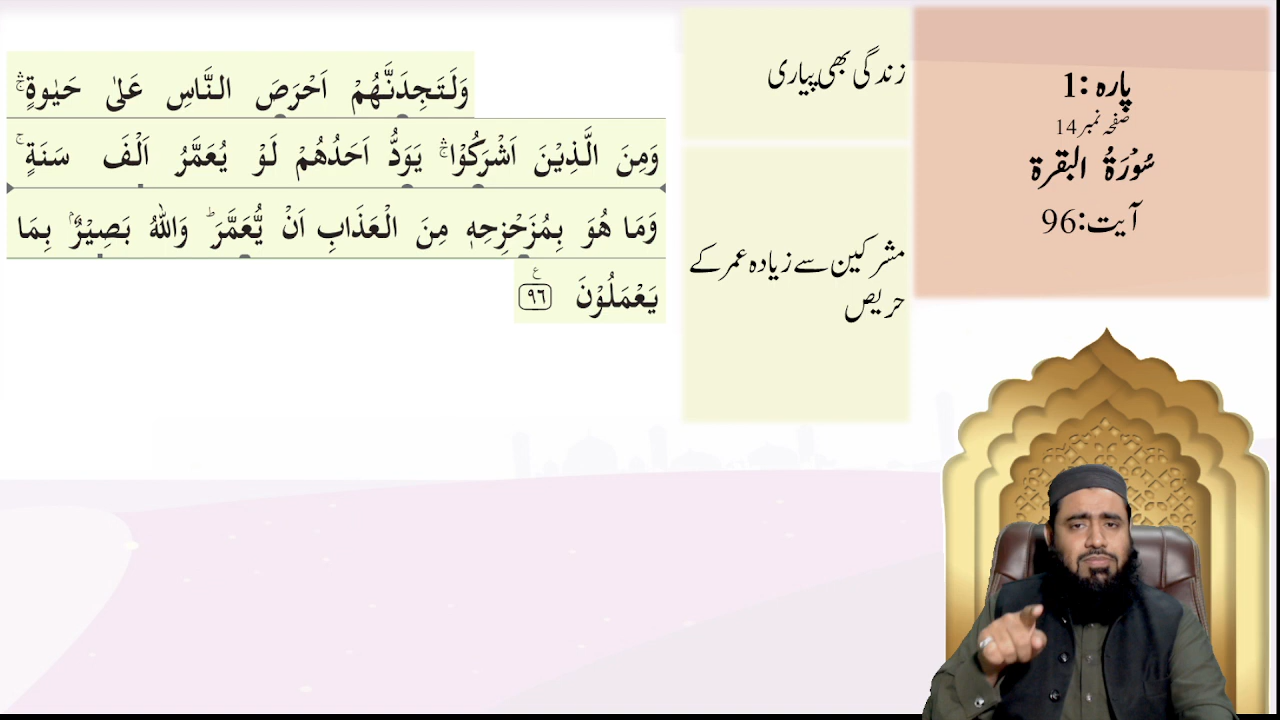 پارہ :1
صفحہ نمبر 14
سُوْرَۃُ البقرۃ
آیت:96
زندگی بھی پیاری
مشرکین سے زیادہ عمر کے
حریص
وَلَتَجِدَنَّهُمْ اَحْرَصَ النَّاسِ عَلٰى حَيٰوةٍ ۛۚ
وَمِنَ الَّذِيْنَ اَشْرَكُوْا ۛۚ يَوَدُّ اَحَدُهُمْ لَوْ يُعَمَّرُ اَلْفَ سَنَةٍ ۚ
وَمَا هُوَ بِمُزَحْزِحِهٖ مِنَ الْعَذَابِ اَنْ يُّعَمَّرَ ؕ وَاللّٰهُ بَصِيْرٌۢ بِمَا
يَعْمَلُوْنَ ࣖ ٩٦